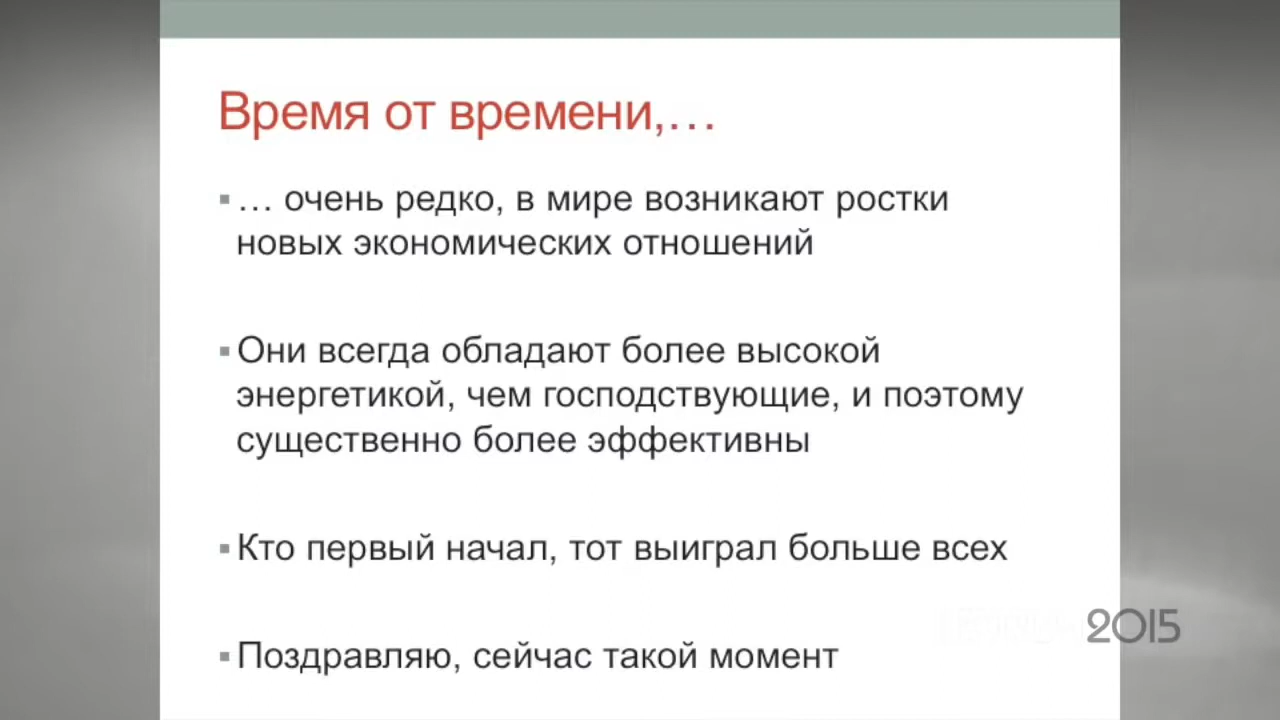 Время от времени,…
▪ … очень редко, в мире возникают ростки
новых экономических отношений
▪ Они всегда обладают более высокой
энергетикой, чем господствующие, и поэтому
существенно более эффективны
▪ Кто первый начал, тот выиграл больше всех
2015
▪ Поздравляю, сейчас такой момент